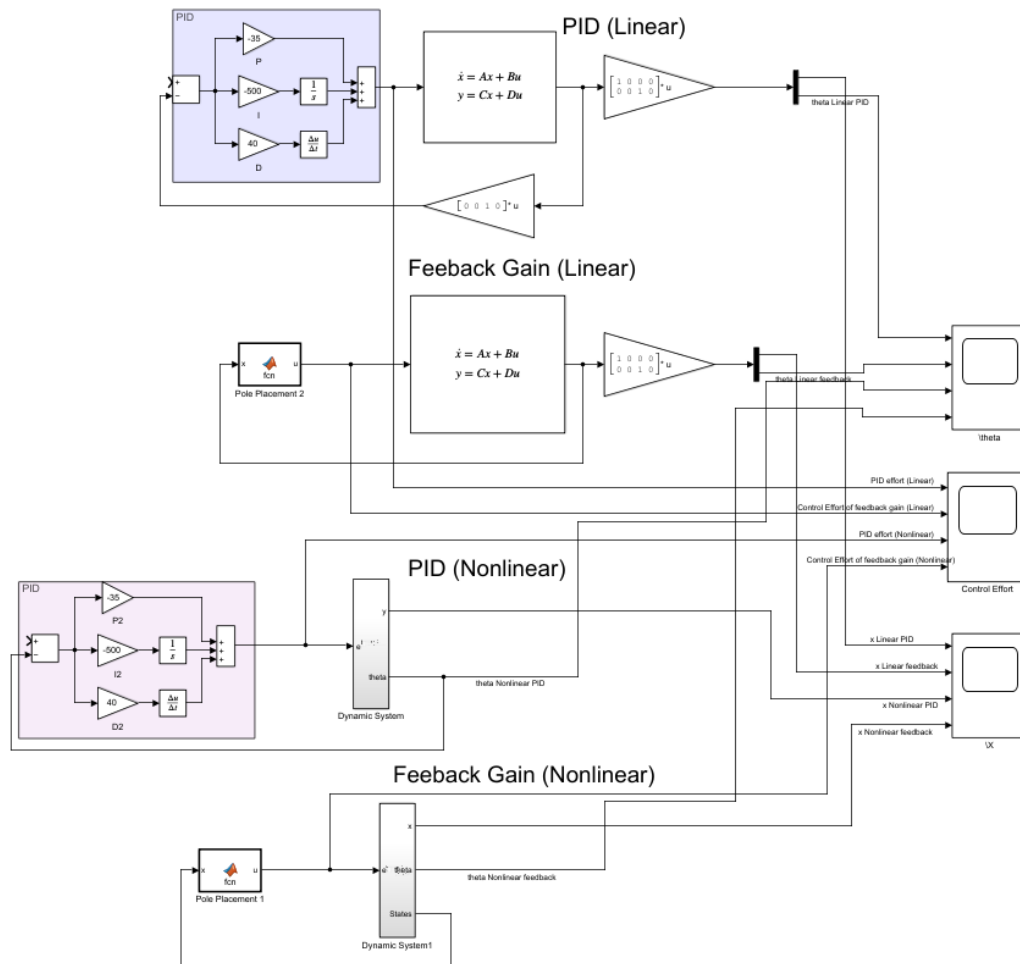 PID
PID (Linear)
-35
P
-500
1
s
I
40
Δu
Δt
D
ẋ = Ax + Bu
y = Cx + Du
[1 0 0 0
0 0 1 0]* u
theta Linear PID
[0 0 1 0]* u
Feeback Gain (Linear)
x
fcn
u
Pole Placement 2
ẋ = Ax + Bu
y = Cx + Du
[1 0 0 0
0 0 1 0]* u
theta Linear feedback
\theta
PID effort (Linear)
Control Effort of feedback gain (Linear)
PID effort (Nonlinear)
Control Effort of feedback gain (Nonlinear)
Control Effort
PID (Nonlinear)
PID
-35
P2
-500
1
s
I2
40
Δu
Δt
D2
y
theta
Dynamic System
theta Nonlinear PID
x Linear PID
x Linear feedback
x Nonlinear PID
x Nonlinear feedback
\X
Feeback Gain (Nonlinear)
x
fcn
u
Pole Placement 1
x
theta
States
Dynamic System1
theta Nonlinear feedback